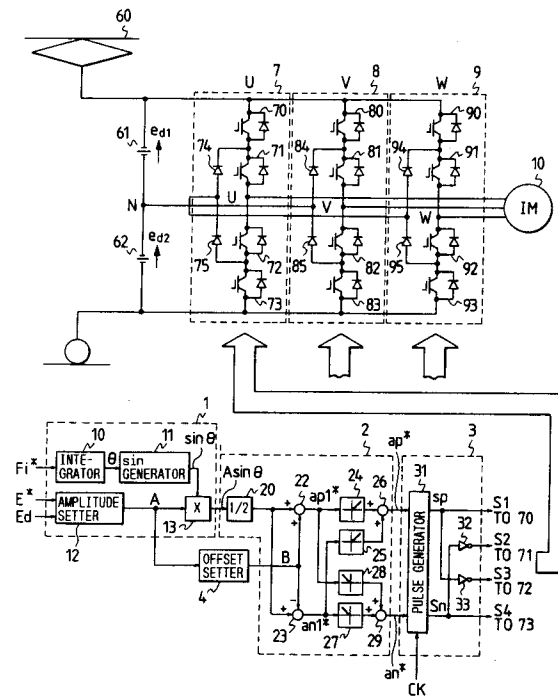 60
U 7 V 8 W 9
70 80 90
61 ed1 74 71 84 81 94 91 10
N U V W IM
62 ed2 75 72 85 82 95 92
73 83 93
1 2 3
sinθ ap*
10 11
Fi* INTE-GRATOR θ sin GENERATOR
E* AMPLITUDE SETTER A X
Ed
12 13
Asinθ 1/2 20
22 ap1* 24 26 31 sp S1 TO 70
OFFSET SETTER B 25 32 S2 TO 71
4 28 33 S3 TO 72
23 an1* 27 29 Sn S4 TO 73
PULSE GENERATOR
an*
CK